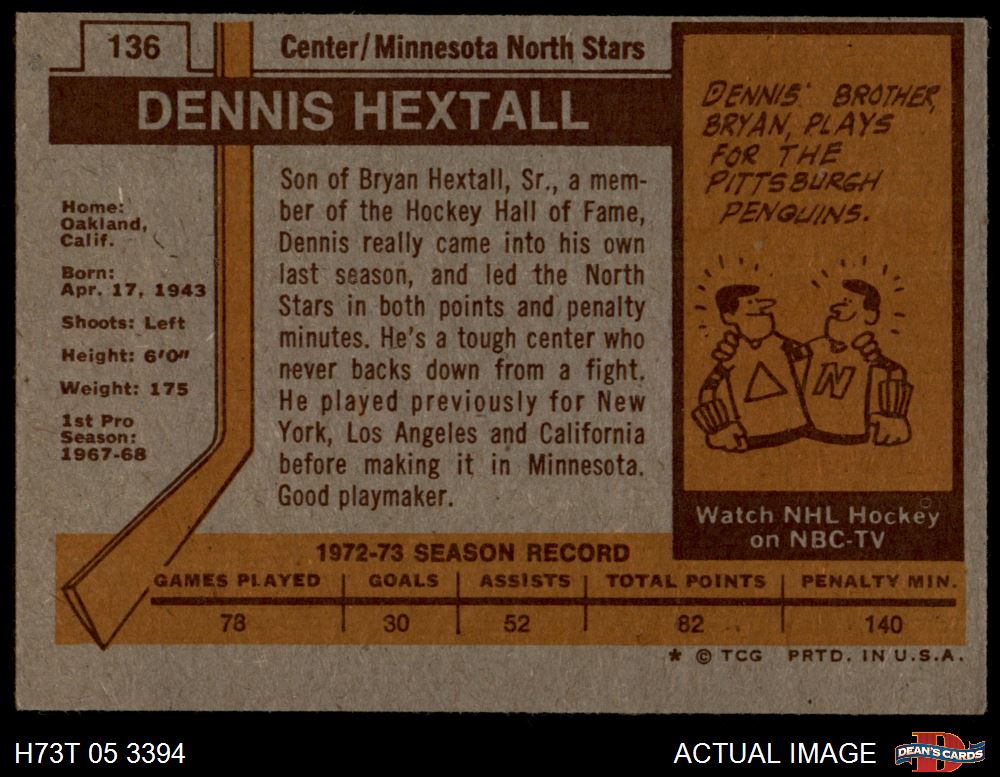 136
Center/Minnesota North Stars
DENNIS HEXTALL
Home:
Oakland,
Calif.
Born:
Apr. 17, 1943
Shoots: Left
Height: 6'0"
Weight: 175
1st Pro
Season:
1967-68
Son of Bryan Hextall, Sr., a mem-
ber of the Hockey Hall of Fame,
Dennis really came into his own
last season, and led the North
Stars in both points and penalty
minutes. He's a tough center who
never backs down from a fight.
He played previously for New
York, Los Angeles and California
before making it in Minnesota.
Good playmaker.
DENNIS' BROTHER,
BRYAN, PLAYS
FOR THE
PITTSBURGH
PENGUINS.
N
Watch NHL Hockey
on NBC-TV
1972-73 SEASON RECORD
GAMES PLAYED GOALS ASSISTS TOTAL POINTS PENALTY MIN.
78 30 52 82 140
* © TCG PRTD. IN U.S.A.
H73T 05 3394
ACTUAL IMAGE
D
DEAN'S CARDS